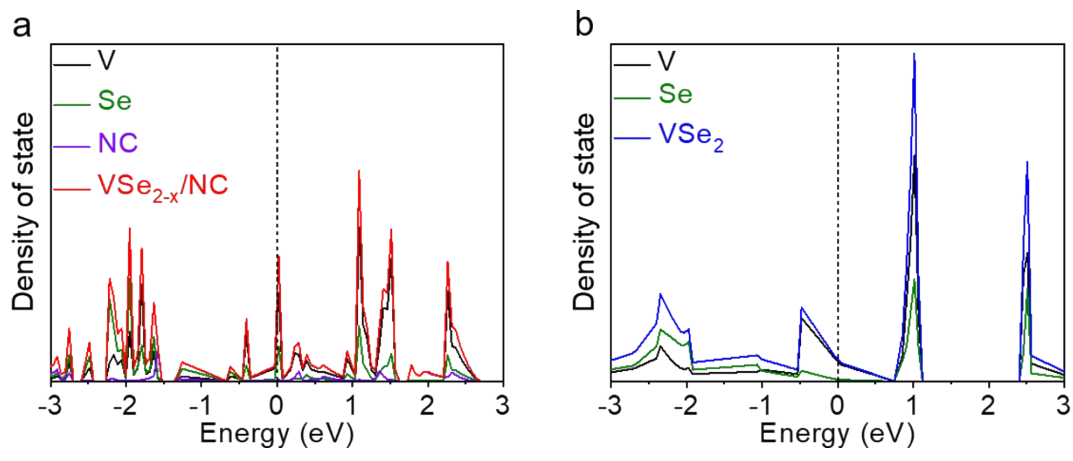 a
V
Se
NC
VSe2-x/NC
Density of state
-3 -2 -1 0 1 2 3
Energy (eV)
b
V
Se
VSe2
Density of state
-3 -2 -1 0 1 2 3
Energy (eV)